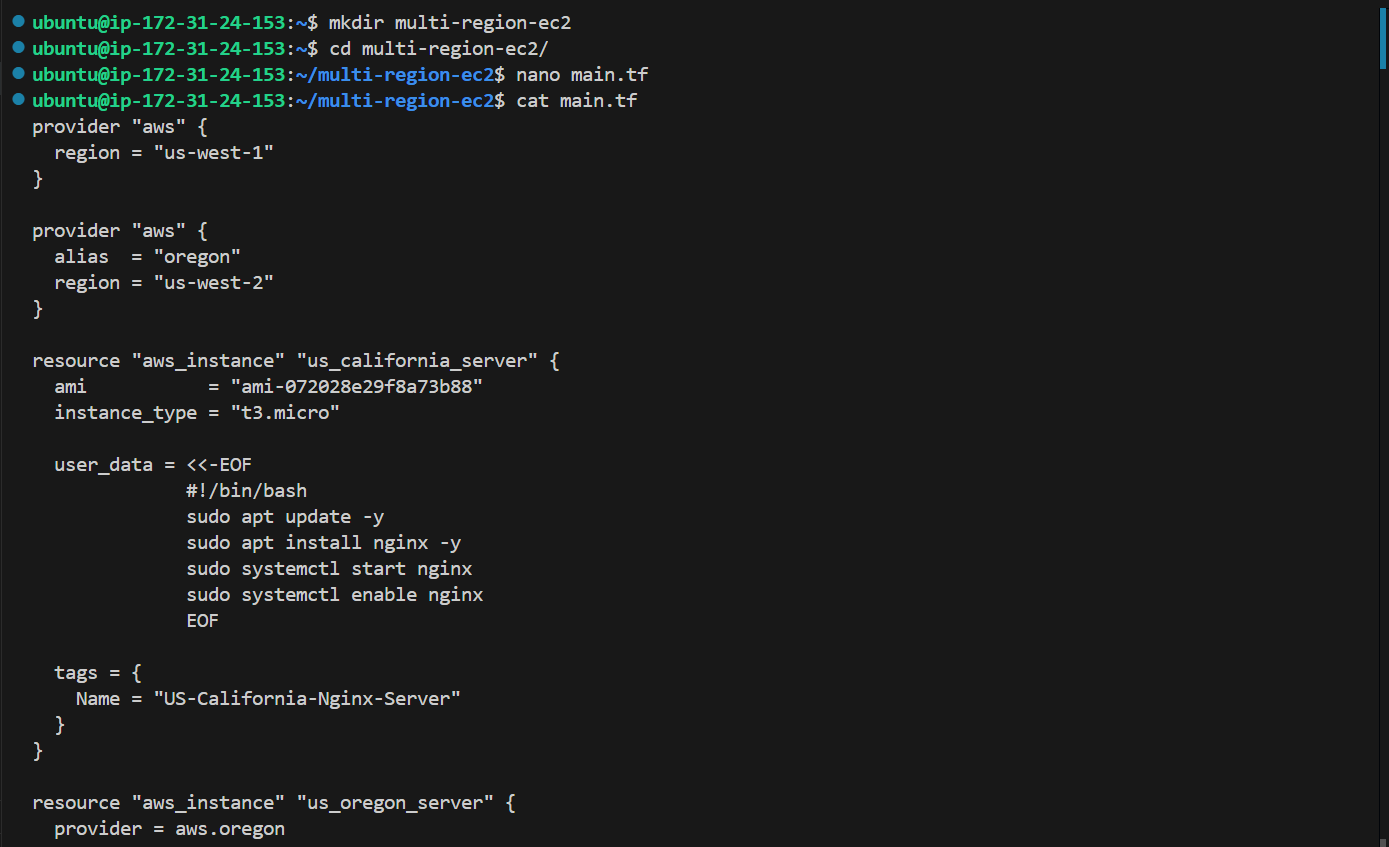 ubuntu@ip-172-31-24-153:~$ mkdir multi-region-ec2
ubuntu@ip-172-31-24-153:~$ cd multi-region-ec2/
ubuntu@ip-172-31-24-153:~/multi-region-ec2$ nano main.tf
ubuntu@ip-172-31-24-153:~/multi-region-ec2$ cat main.tf
provider "aws" {
  region = "us-west-1"
}

provider "aws" {
  alias  = "oregon"
  region = "us-west-2"
}

resource "aws_instance" "us_california_server" {
  ami           = "ami-072028e29f8a73b88"
  instance_type = "t3.micro"

  user_data = <<-EOF
              #!/bin/bash
              sudo apt update -y
              sudo apt install nginx -y
              sudo systemctl start nginx
              sudo systemctl enable nginx
              EOF

  tags = {
    Name = "US-California-Nginx-Server"
  }
}

resource "aws_instance" "us_oregon_server" {
  provider = aws.oregon